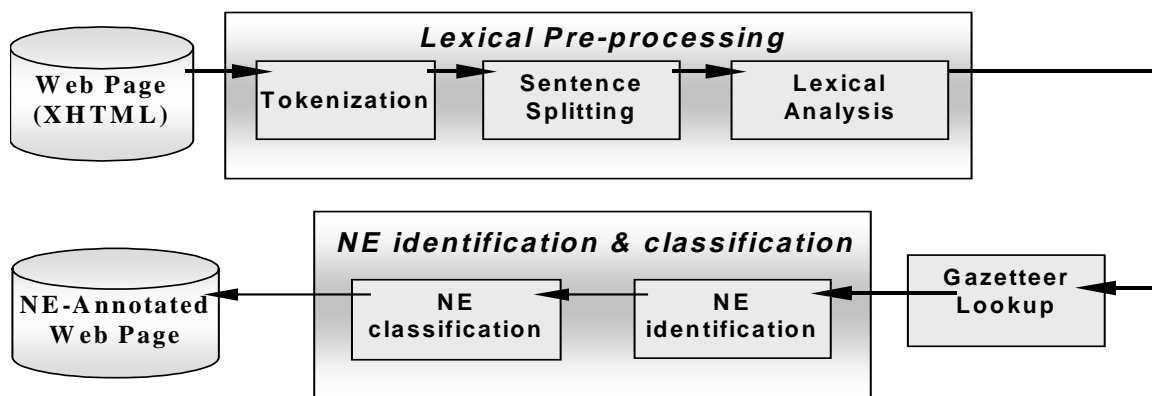 Lexical Pre-processing
Web Page
(XHTML)
Tokenization
Sentence
Splitting
Lexical
Analysis
NE identification & classification
Gazetteer
Lookup
NE
identification
NE
classification
NE-Annotated
Web Page